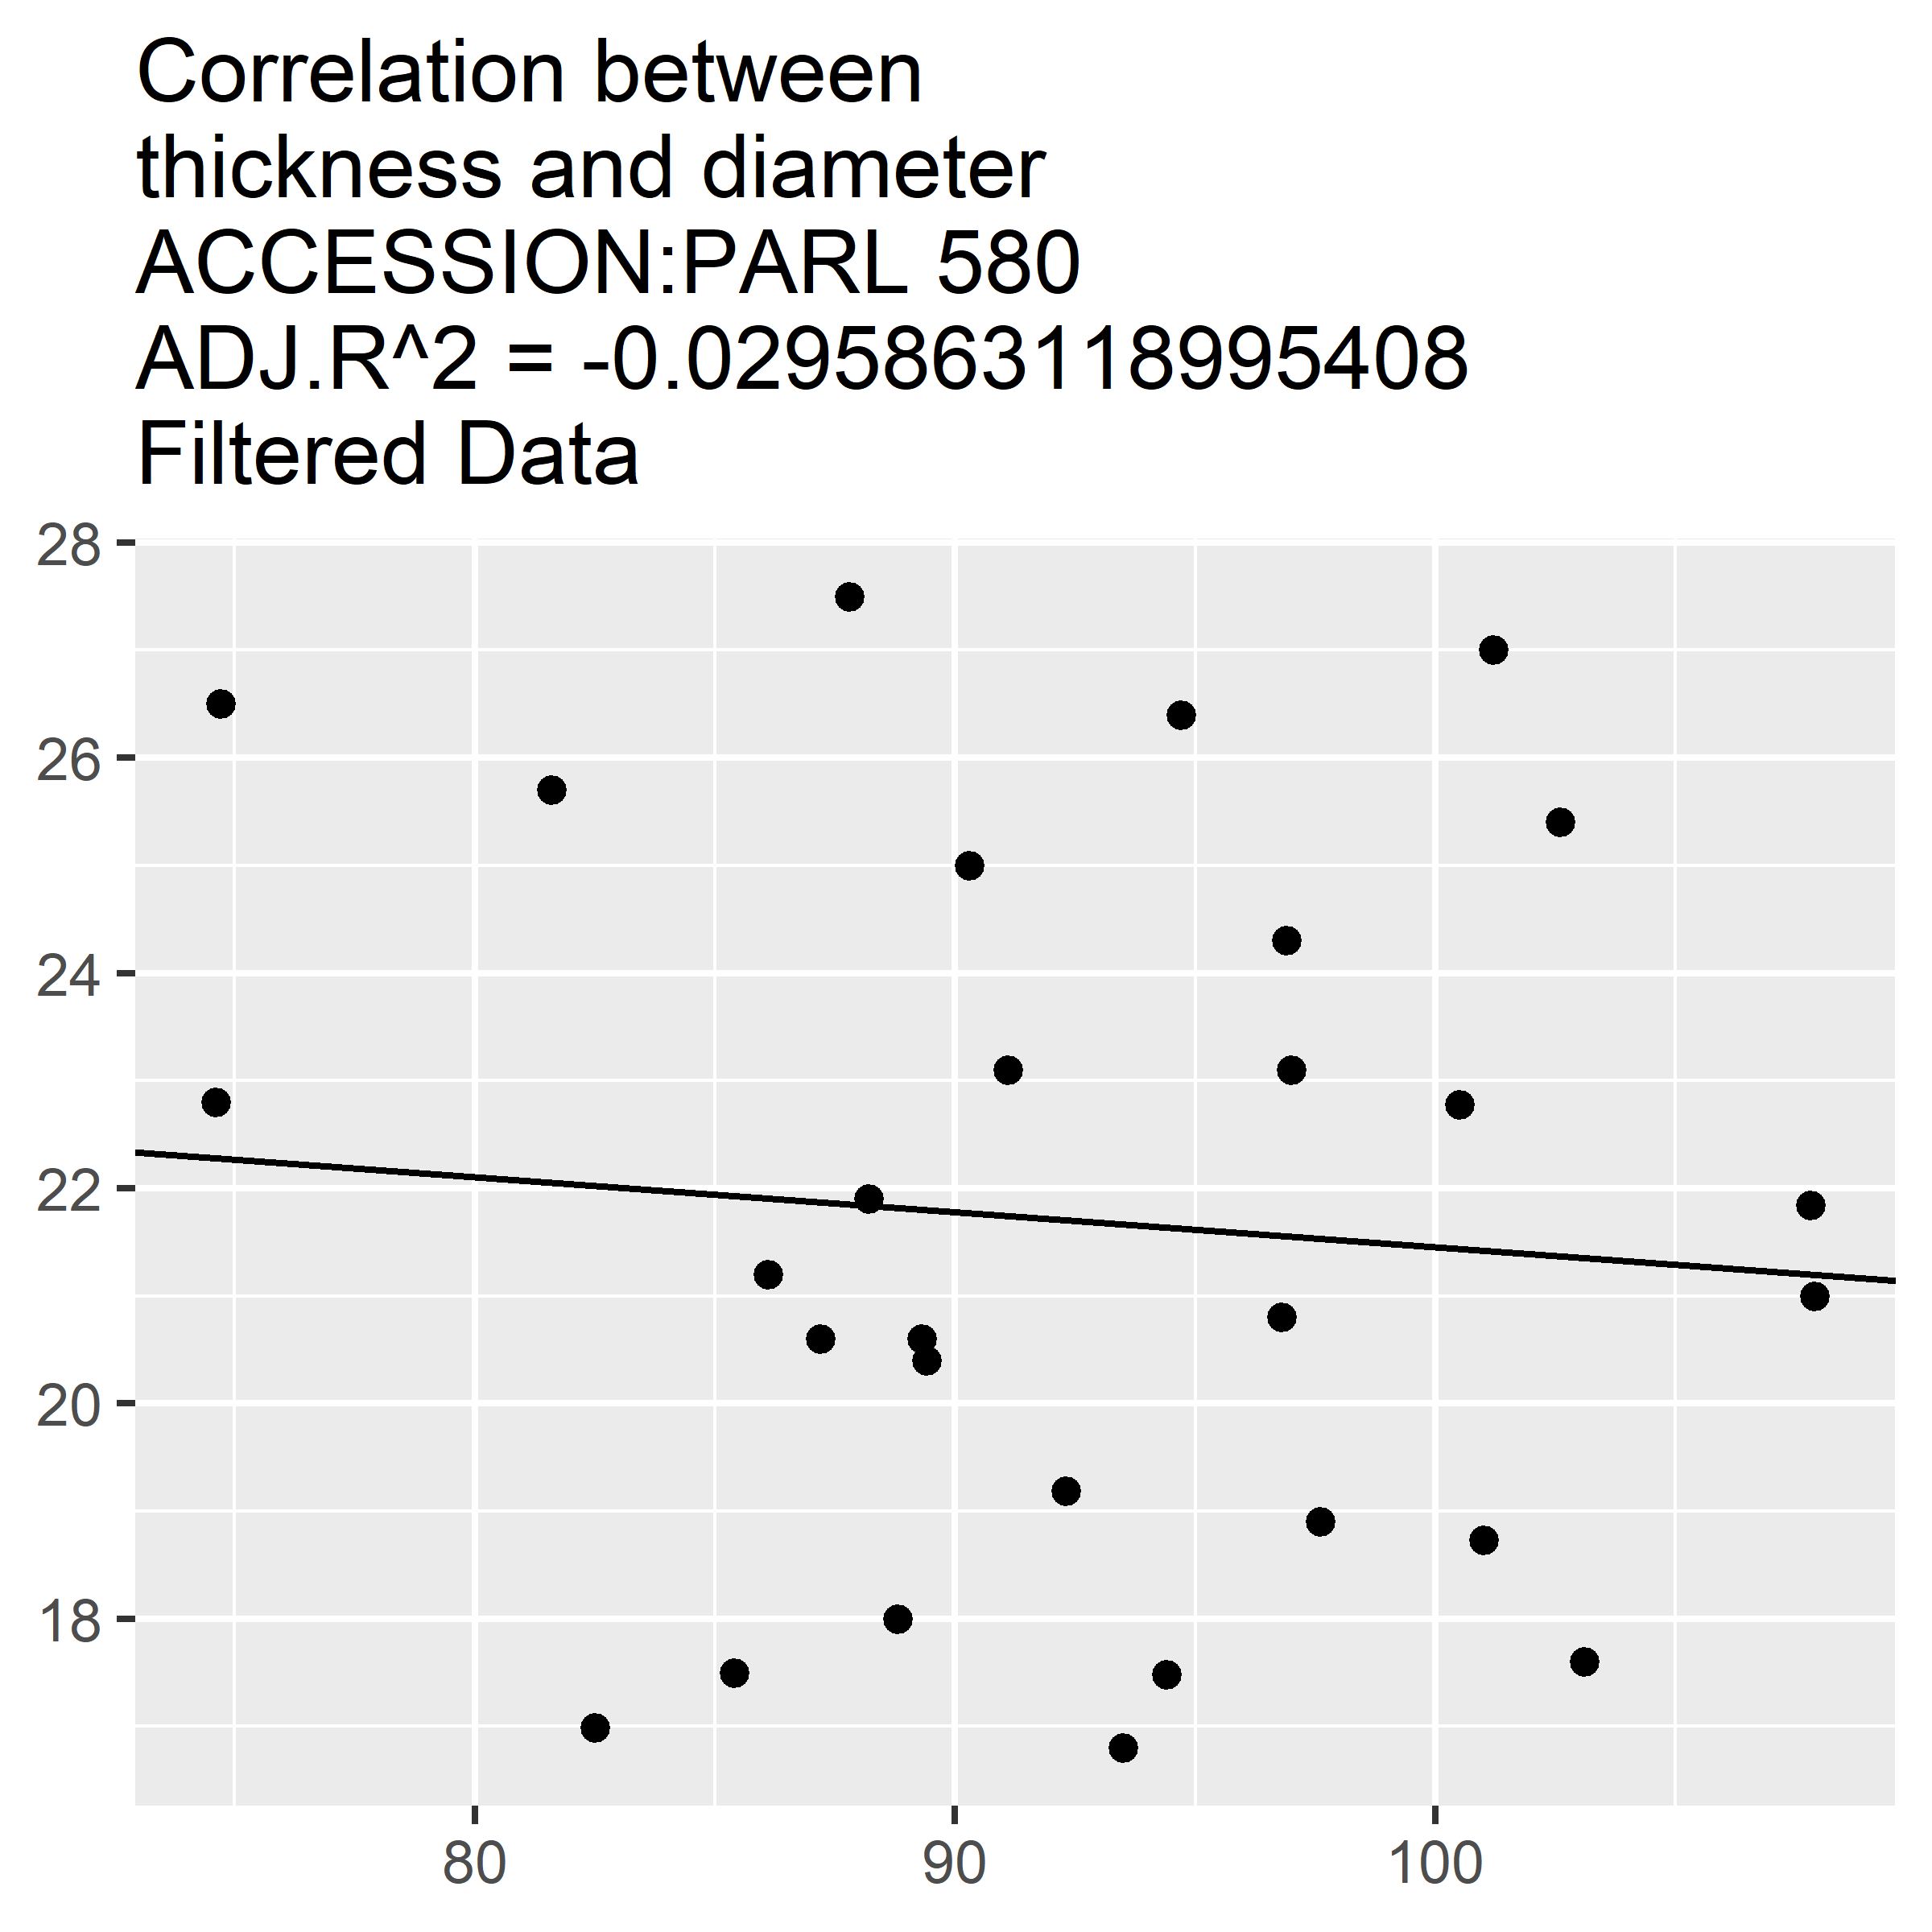 Correlation between
thickness and diameter
ACCESSION:PARL 580
ADJ.R^2 = -0.0295863118995408
Filtered Data
28
26
24
22
20
18
80 90 100